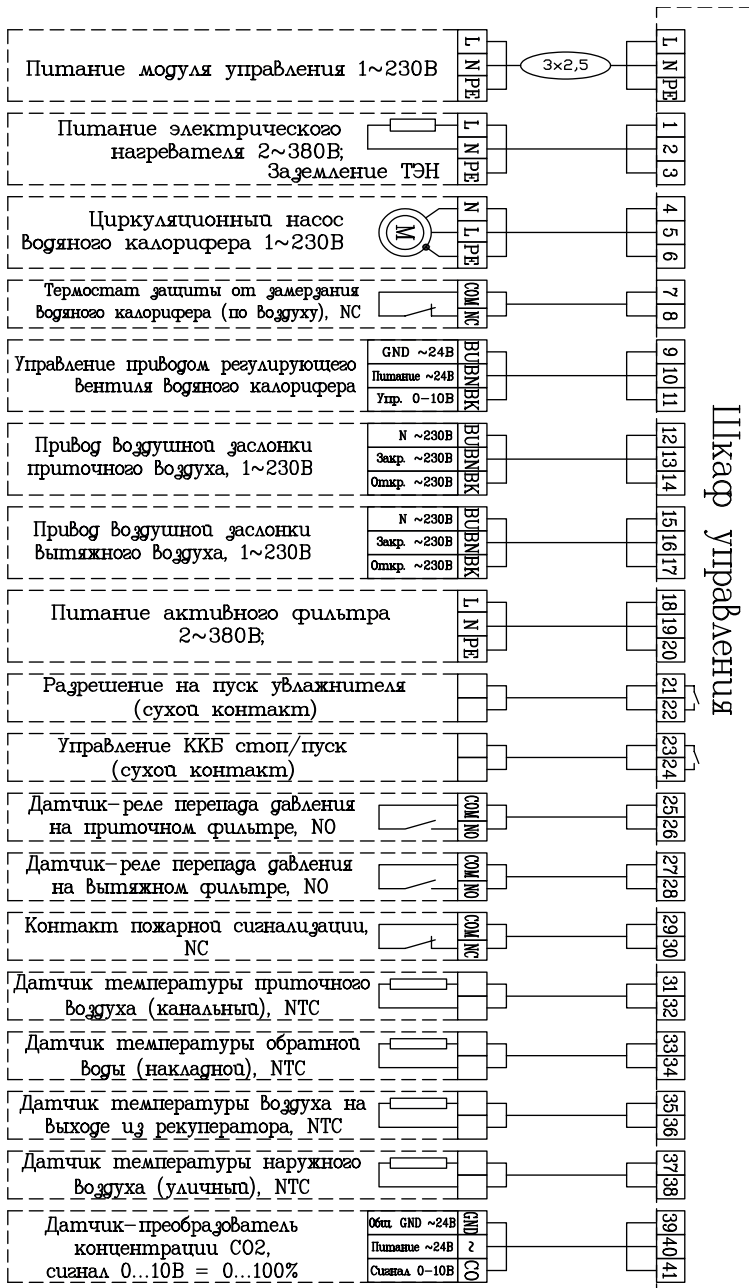 Шкаф управления
Питание модуля управления 1~230В
L
N
PE
3х2,5
L
N
PE
Питание электрического
нагревателя 2~380В;
Заземление ТЭН
L
N
PE
1
2
3
Циркуляционный насос
водяного калорифера 1~230В
M
N
L
PE
4
5
6
Термостат защиты от замерзания
водяного калорифера (по воздуху), NC
COM
NC
7
8
Управление приводом регулирующего
вентиля водяного калорифера
GND ~24В
Питание ~24В
Упр. 0-10В
BU
BN
BK
9
10
11
Привод воздушной заслонки
приточного воздуха, 1~230В
N ~230В
Закр. ~230В
Откр. ~230В
BU
BN
BK
12
13
14
Привод воздушной заслонки
вытяжного воздуха, 1~230В
N ~230В
Закр. ~230В
Откр. ~230В
BU
BN
BK
15
16
17
Питание активного фильтра
2~380В;
L
N
PE
18
19
20
Разрешение на пуск увлажнителя
(сухой контакт)
21
22
Управление ККБ стоп/пуск
(сухой контакт)
23
24
Датчик-реле перепада давления
на приточном фильтре, NO
COM
NO
25
26
Датчик-реле перепада давления
на вытяжном фильтре, NO
COM
NO
27
28
Контакт пожарной сигнализации,
NC
COM
NC
29
30
Датчик температуры приточного
воздуха (канальный), NTC
31
32
Датчик температуры обратной
воды (накладной), NTC
33
34
Датчик температуры воздуха на
выходе из рекуператора, NTC
35
36
Датчик температуры наружного
воздуха (уличный), NTC
37
38
Датчик-преобразователь
концентрации СО2,
сигнал 0...10В = 0...100%
Общ. GND ~24В
Питание ~24В
Сигнал 0-10В
GND
~
CO
39
40
41